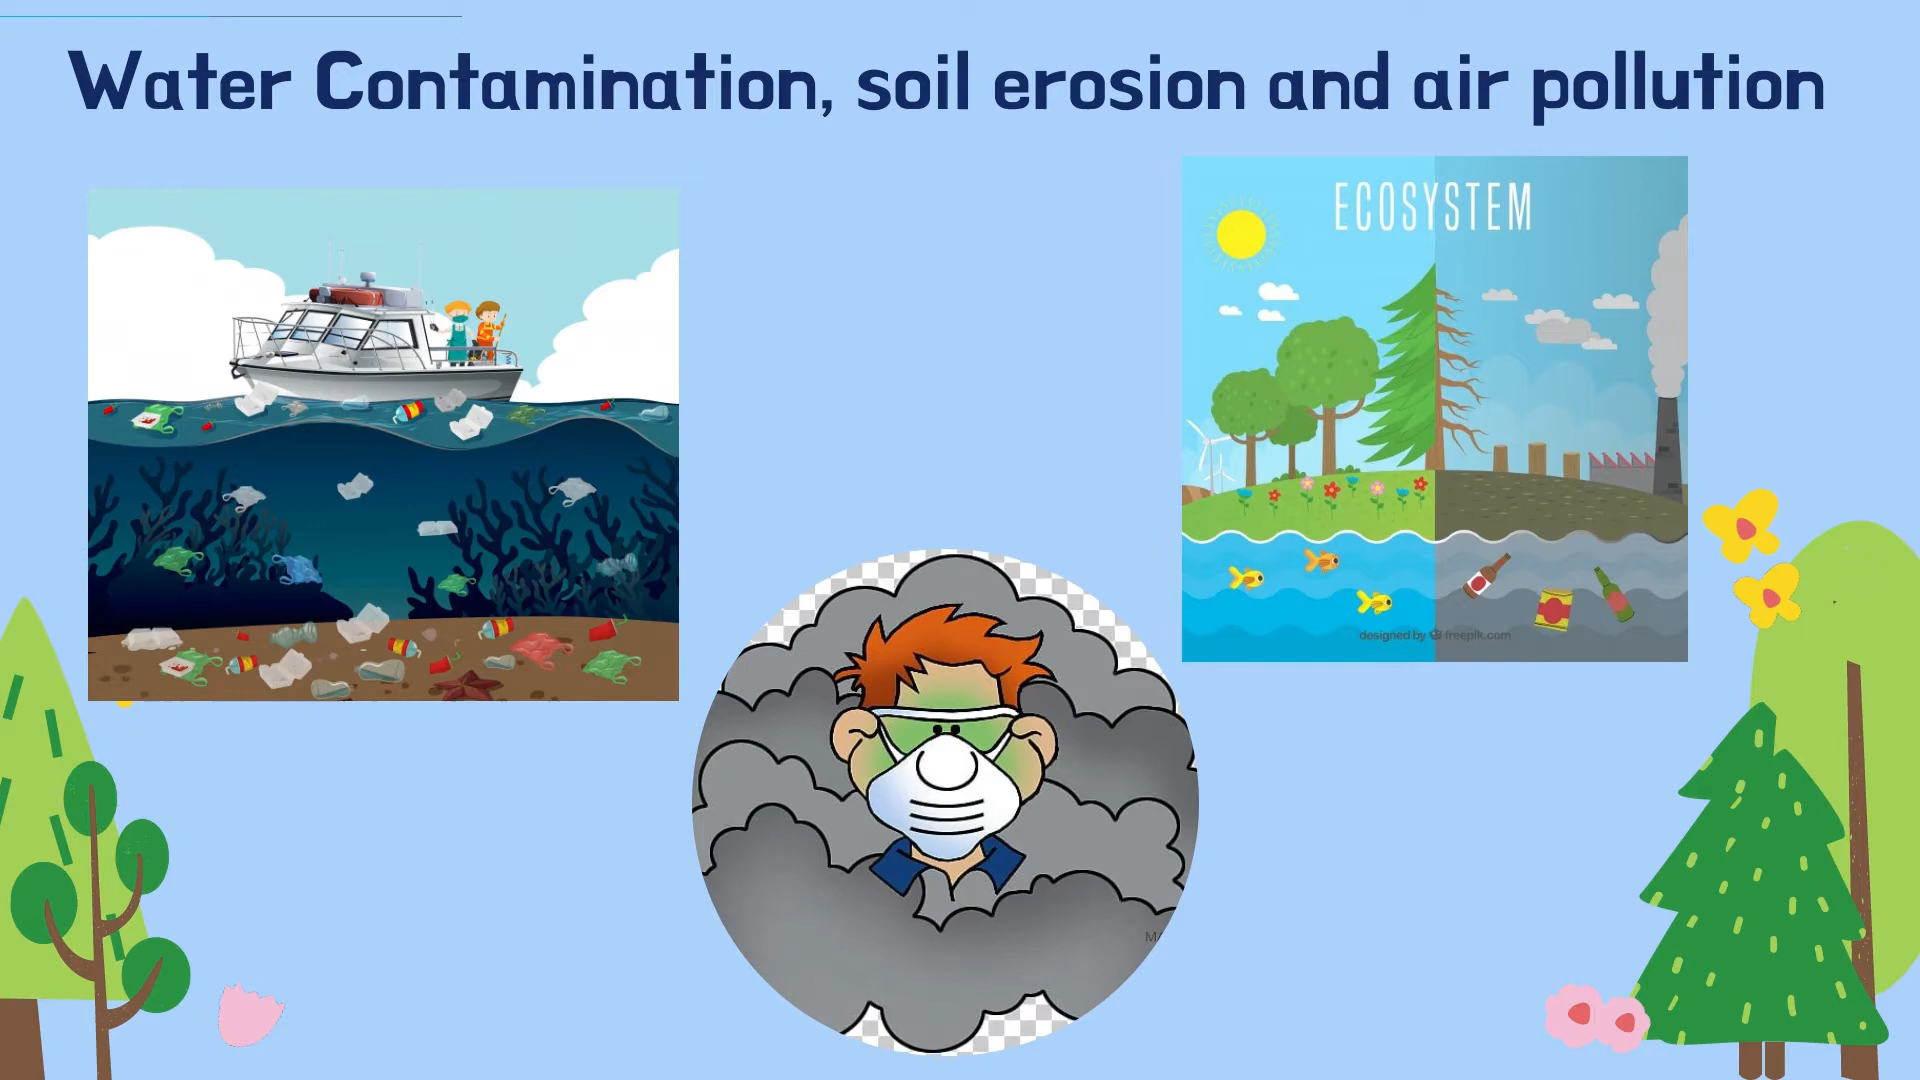 Water Contamination, soil erosion and air pollution
ECOSYSTEM
designed by freepik.com